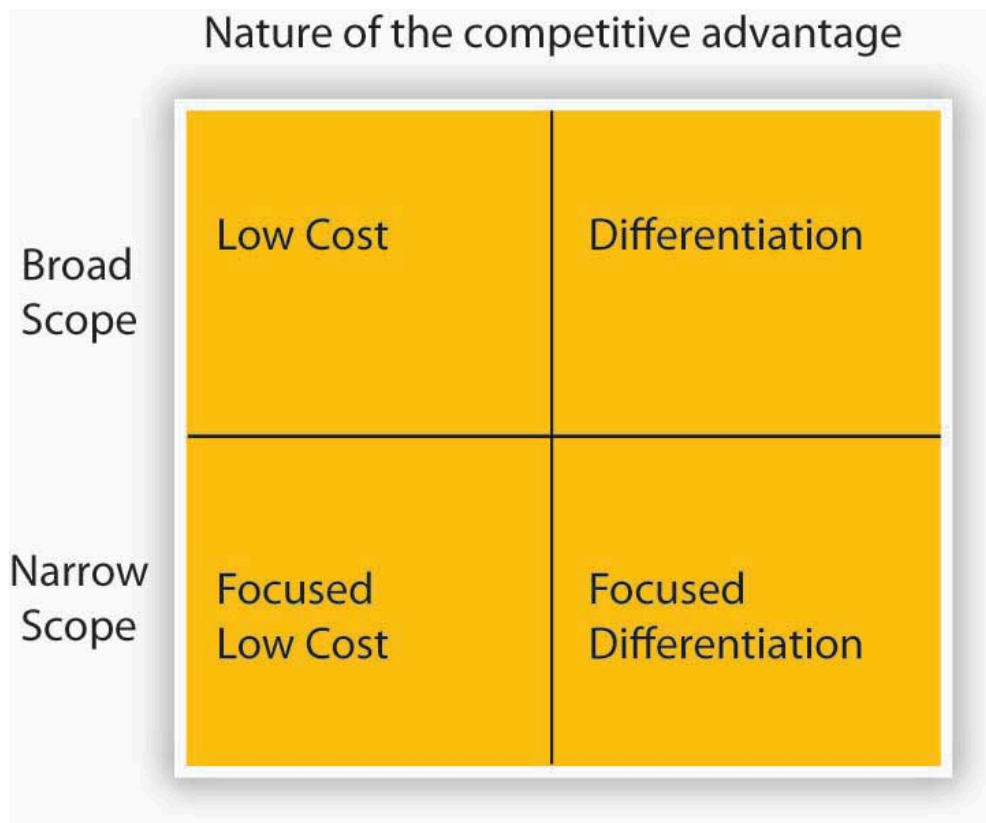 Nature of the competitive advantage
Low Cost
Differentiation
Broad
Scope
Narrow
Scope
Focused
Low Cost
Focused
Differentiation